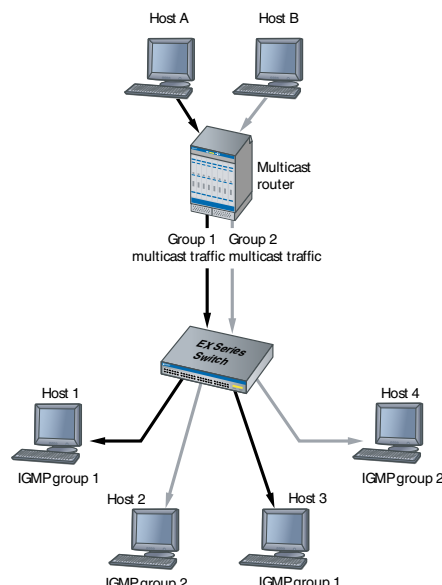 Host A
Host B
Multicast
router
Group 1
multicast traffic
Group 2
multicast traffic
EX Series
Switch
Host 1
IGMP group 1
Host 4
IGMP group 2
Host 2
IGMP group 2
Host 3
IGMP group 1